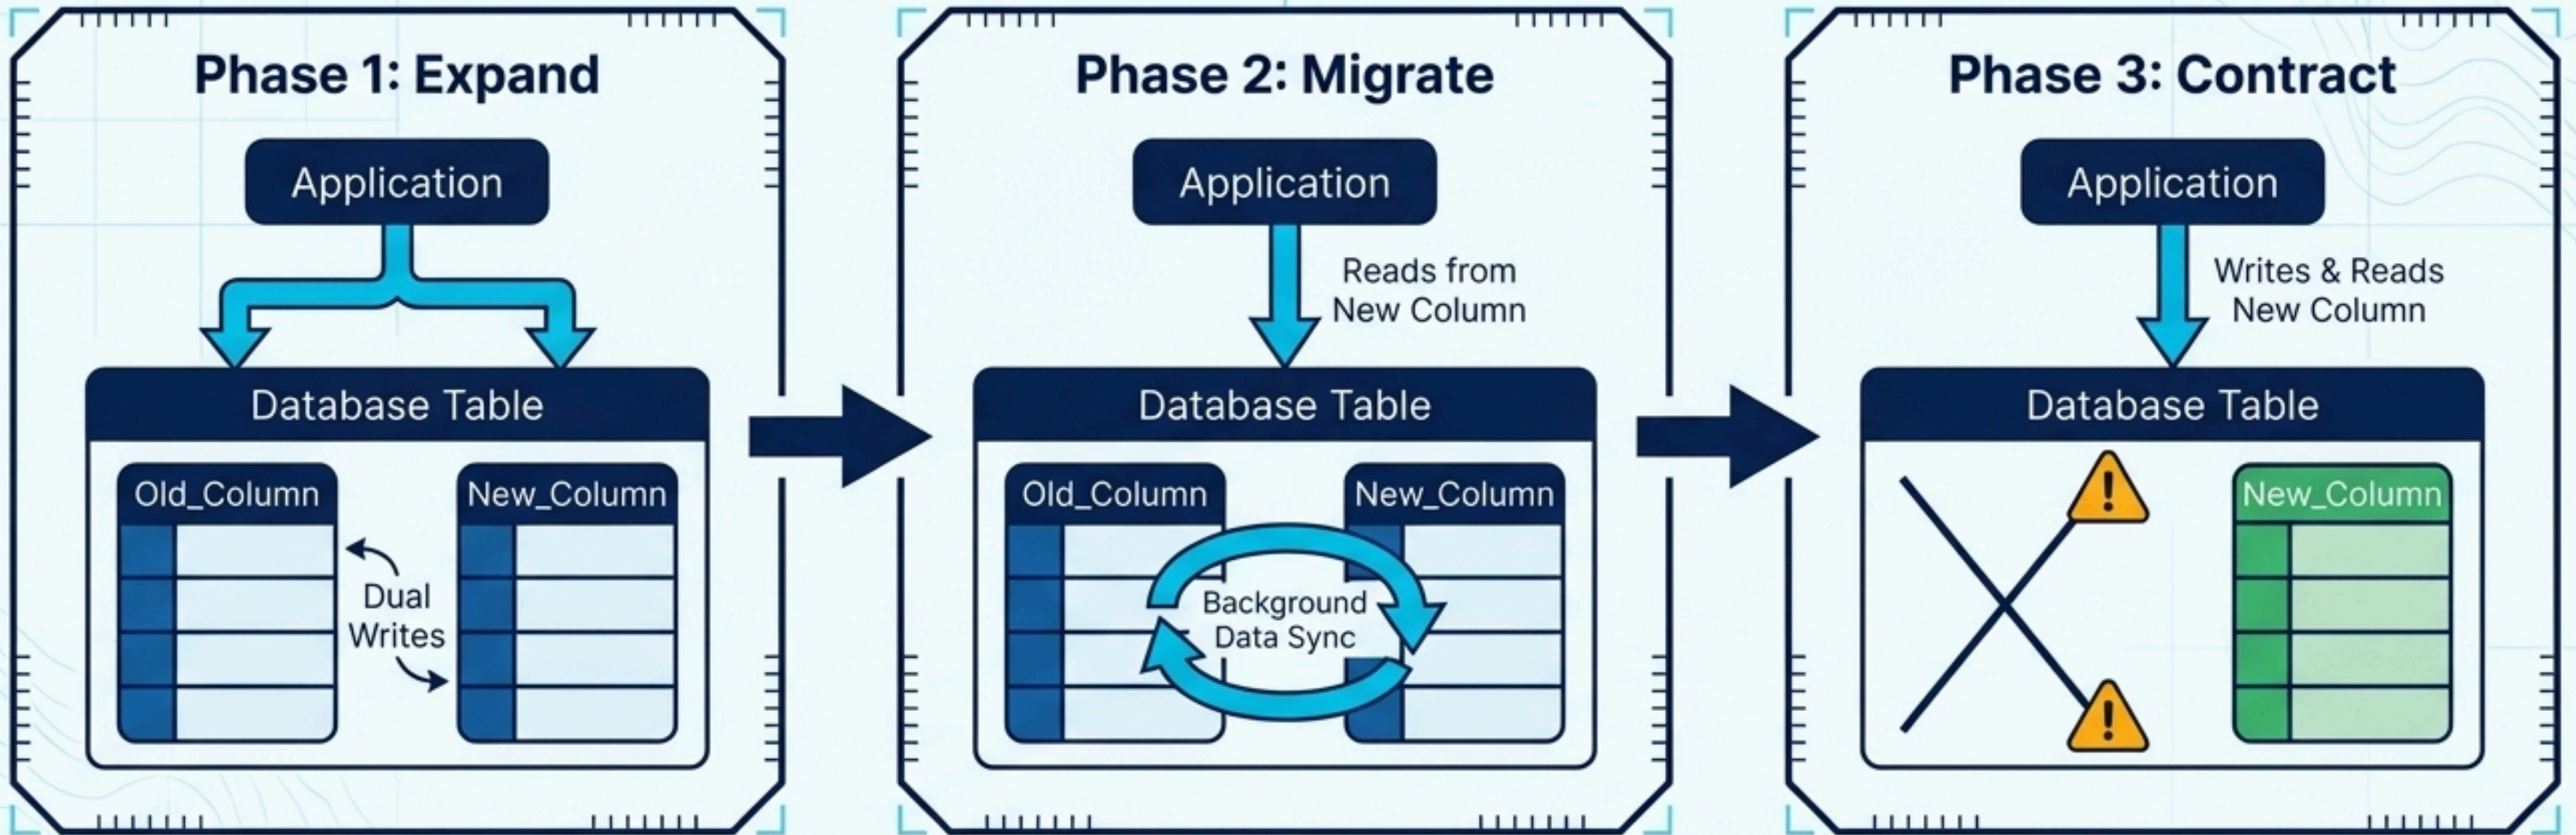 Phase 1: Expand
Application
Database Table
Old_Column
New_Column
Dual
Writes
Phase 2: Migrate
Application
Reads from
New Column
Database Table
Old_Column
New_Column
Background
Data Sync
Phase 3: Contract
Application
Writes & Reads
New Column
Database Table
!
New_Column
!